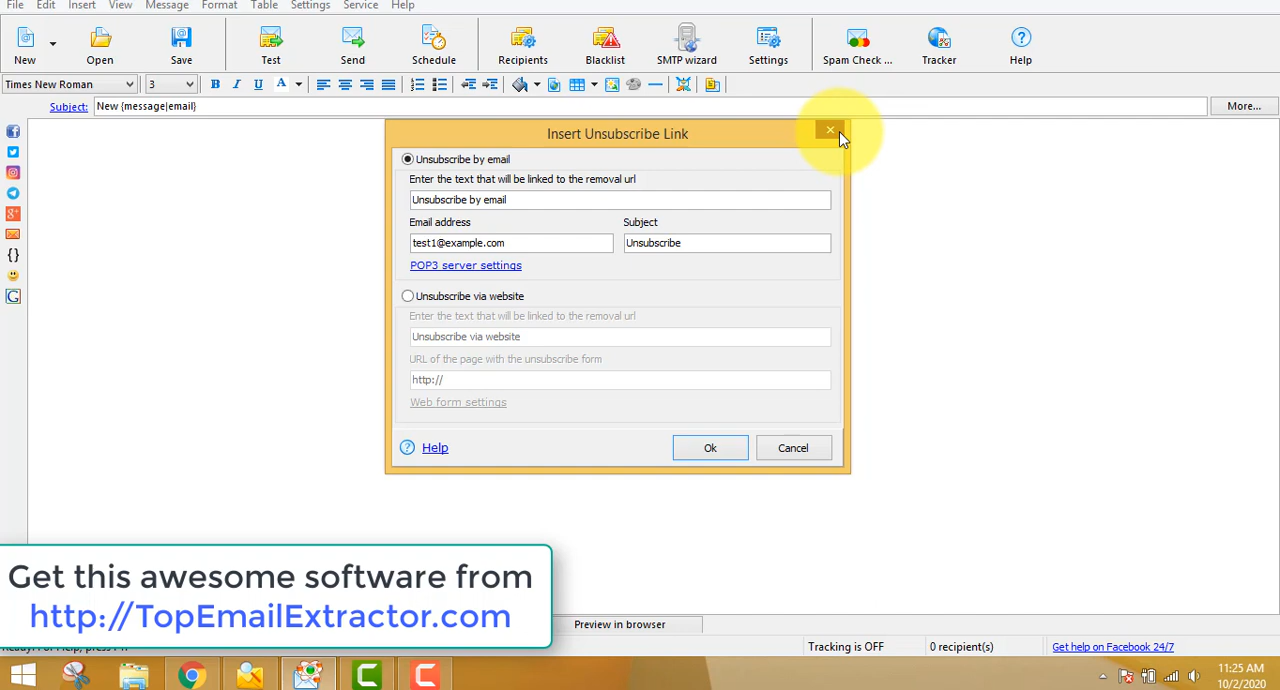 File Edit Insert View Message Format Table Settings Service Help
New Open Save Test Send Schedule Recipients Blacklist SMTP wizard Settings Spam Check ... Tracker Help
Times New Roman 3 B I U A
Subject: New {message|email} More...
Insert Unsubscribe Link
Unsubscribe by email
Enter the text that will be linked to the removal url
Unsubscribe by email
Email address Subject
test1@example.com Unsubscribe
POP3 server settings
Unsubscribe via website
Enter the text that will be linked to the removal url
Unsubscribe via website
URL of the page with the unsubscribe form
http://
Web form settings
? Help Ok Cancel
Get this awesome software from
http://TopEmailExtractor.com
Preview in browser
Tracking is OFF 0 recipient(s) Get help on Facebook 24/7
11:25 AM
10/2/2020